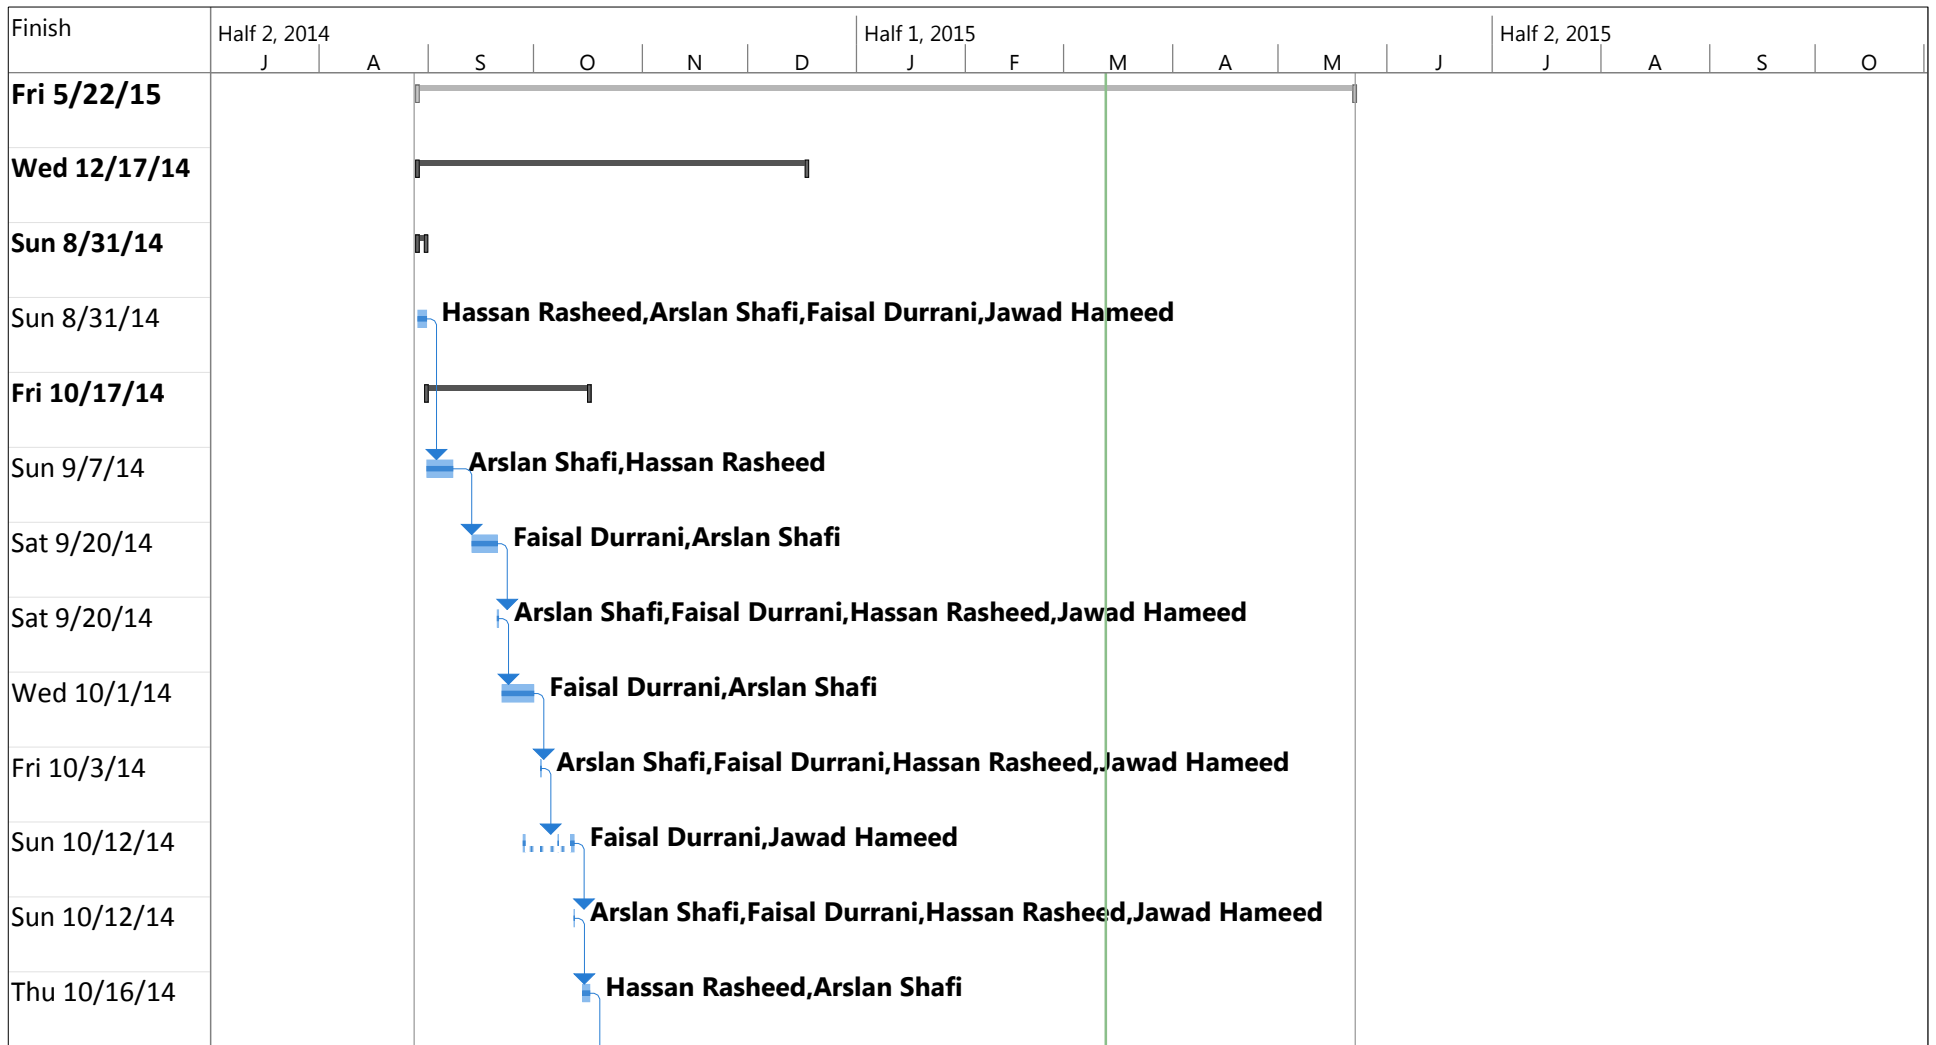 Finish
Half 2, 2014 Half 1, 2015 Half 2, 2015
J A S O N D J F M A M J J A S O
Fri 5/22/15
Wed 12/17/14
Sun 8/31/14
Sun 8/31/14 Hassan Rasheed,Arslan Shafi,Faisal Durrani,Jawad Hameed
Fri 10/17/14
Sun 9/7/14 Arslan Shafi,Hassan Rasheed
Sat 9/20/14 Faisal Durrani,Arslan Shafi
Sat 9/20/14 Arslan Shafi,Faisal Durrani,Hassan Rasheed,Jawad Hameed
Wed 10/1/14 Faisal Durrani,Arslan Shafi
Fri 10/3/14 Arslan Shafi,Faisal Durrani,Hassan Rasheed,Jawad Hameed
Sun 10/12/14 Faisal Durrani,Jawad Hameed
Sun 10/12/14 Arslan Shafi,Faisal Durrani,Hassan Rasheed,Jawad Hameed
Thu 10/16/14 Hassan Rasheed,Arslan Shafi